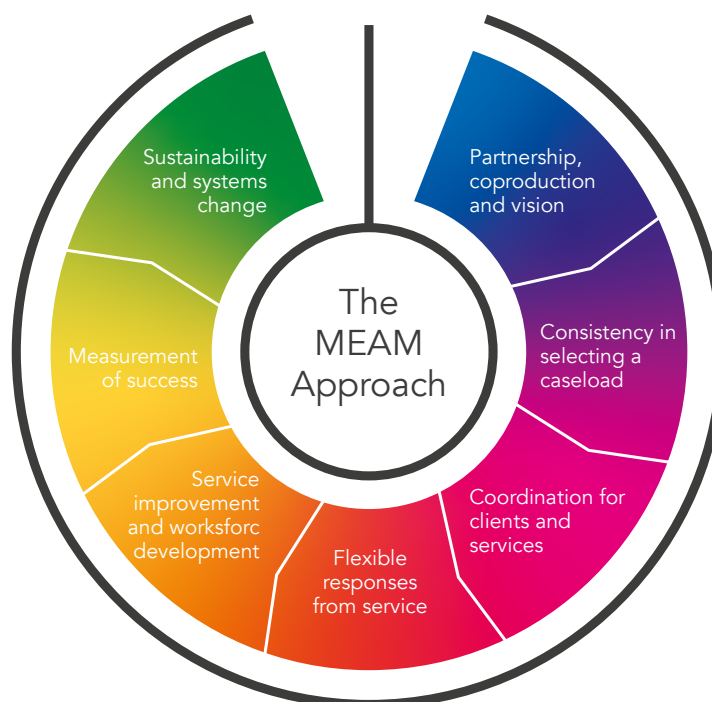 The
MEAM
Approach
Partnership,
coproduction
and vision
Consistency in
selecting a
caseload
Coordination for
clients and
services
Flexible
responses
from service
Service
improvement
and worksforc
development
Measurement
of success
Sustainability
and systems
change